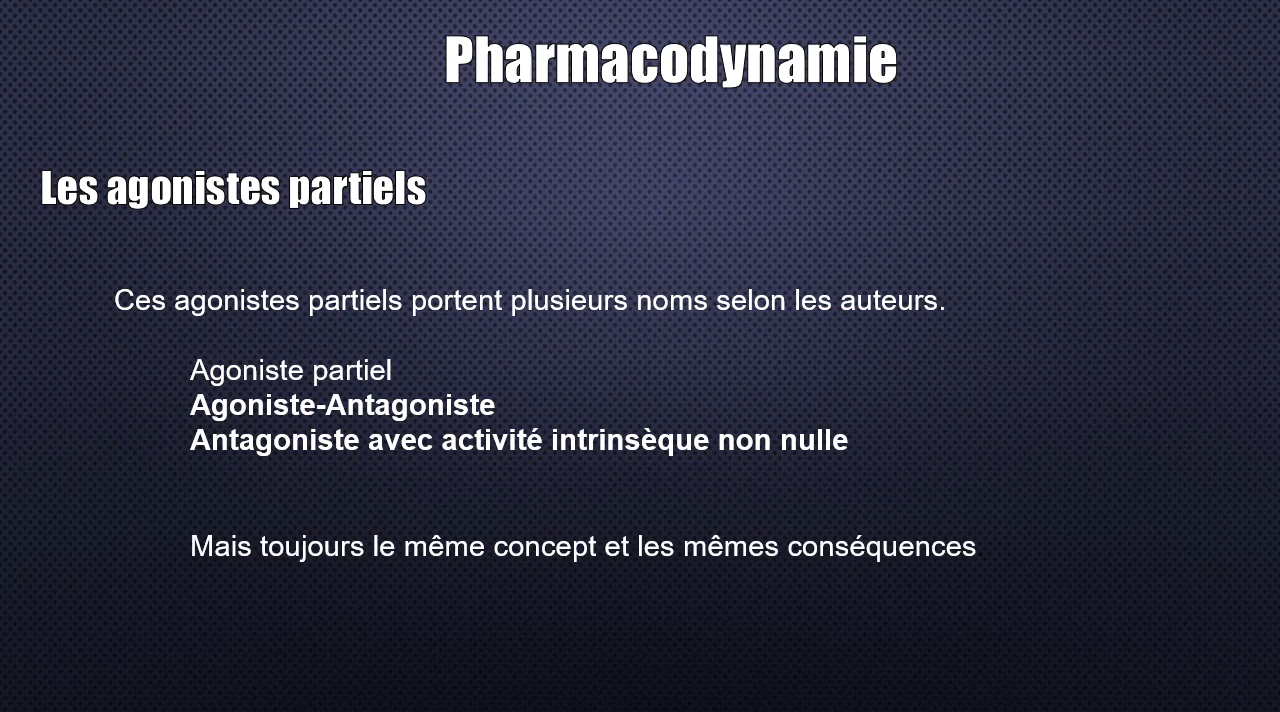 Pharmacodynamie
Les agonistes partiels
Ces agonistes partiels portent plusieurs noms selon les auteurs.
Agoniste partiel
Agoniste-Antagoniste
Antagoniste avec activité intrinsèque non nulle
Mais toujours le même concept et les mêmes conséquences